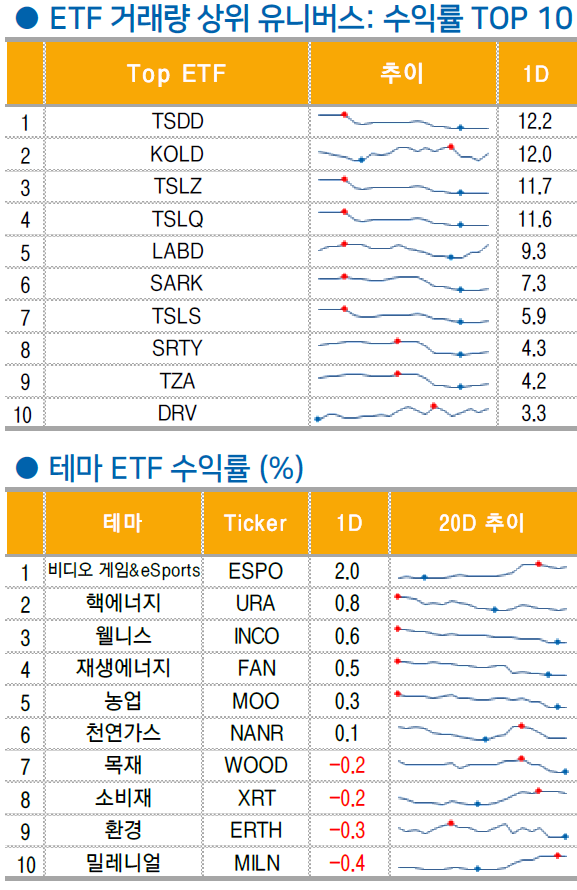 ● ETF 거래량 상위 유니버스: 수익률 TOP 10
Top ETF 추이 1D
1 TSDD 12.2
2 KOLD 12.0
3 TSLZ 11.7
4 TSLQ 11.6
5 LABD 9.3
6 SARK 7.3
7 TSLS 5.9
8 SRTY 4.3
9 TZA 4.2
10 DRV 3.3
● 테마 ETF 수익률 (%)
테마 Ticker 1D 20D 추이
1 비디오 게임&eSports ESPO 2.0
2 핵에너지 URA 0.8
3 웰니스 INCO 0.6
4 재생에너지 FAN 0.5
5 농업 MOO 0.3
6 천연가스 NANR 0.1
7 목재 WOOD -0.2
8 소비재 XRT -0.2
9 환경 ERTH -0.3
10 밀레니얼 MILN -0.4